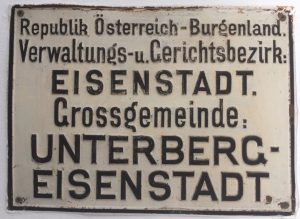 Republik Österreich-Burgenland.
Verwaltungs-u. Gerichtsbezirk:
EISENSTADT.
Grossgemeinde:
UNTERBERG-
EISENSTADT